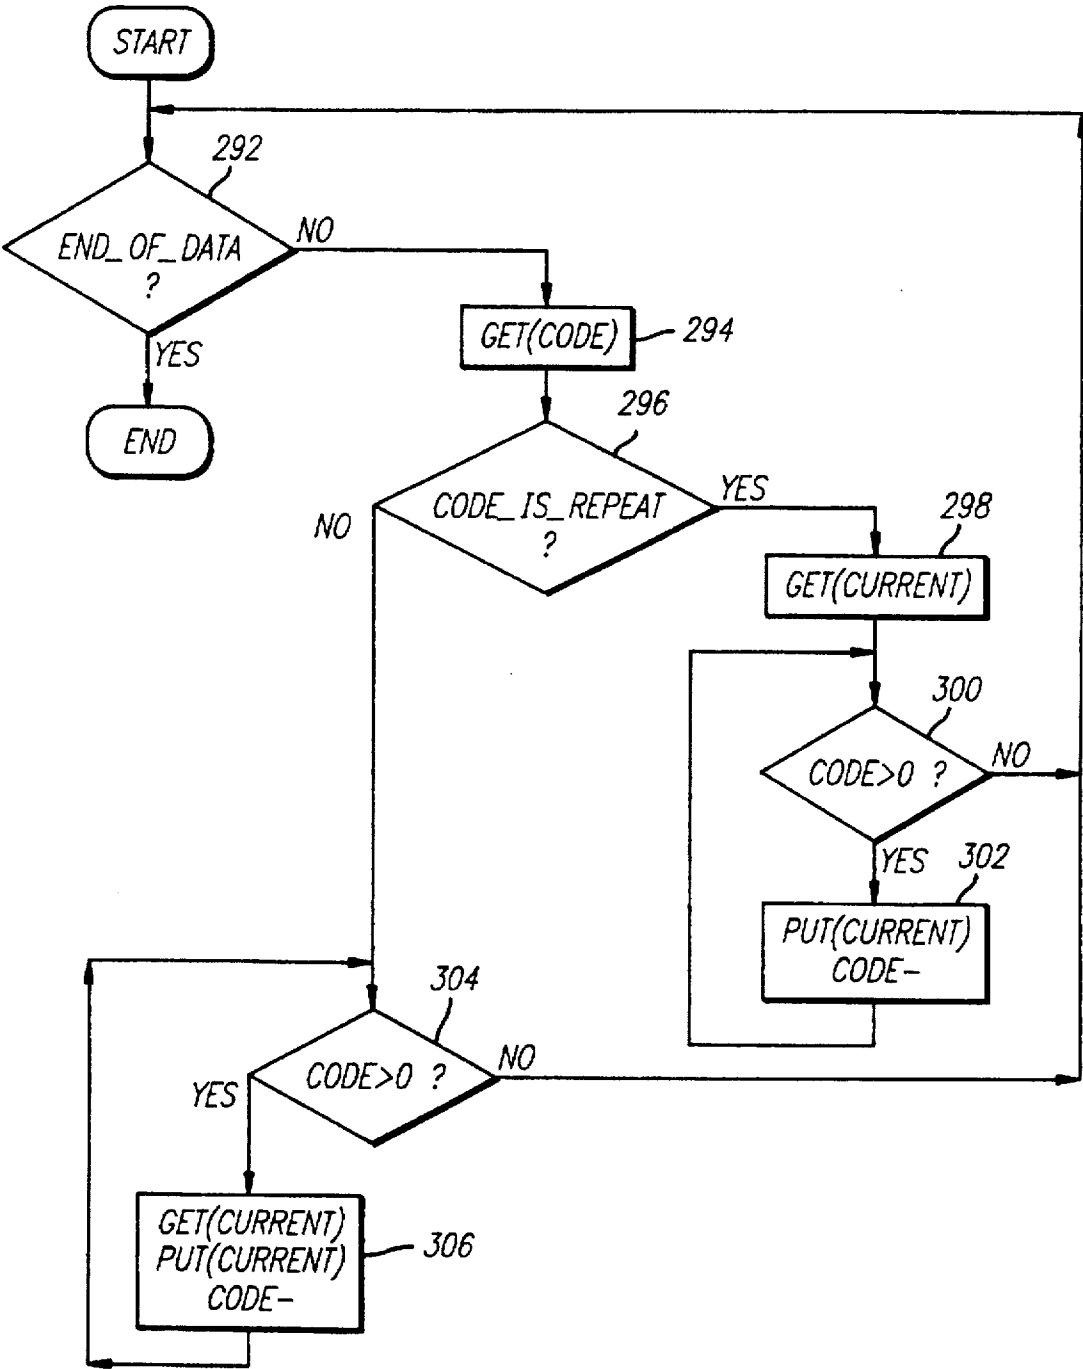 START
292
END_OF_DATA
?
NO
YES
END
GET(CODE)
294
296
CODE_IS_REPEAT
?
YES
NO
298
GET(CURRENT)
300
CODE>0 ?
NO
YES
302
PUT(CURRENT)
CODE-
304
CODE>0 ?
NO
YES
GET(CURRENT)
PUT(CURRENT)
CODE-
306